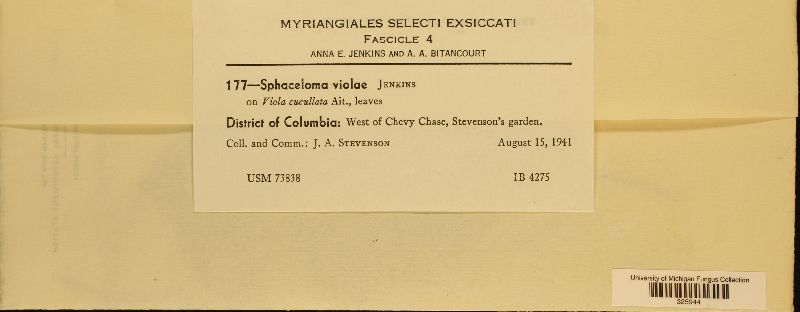 MYRIANGIALES SELECTI EXSICCATI
FASCICLE 4
ANNA E. JENKINS AND A. A. BITANCOURT
177—Sphaceloma violae JENKINS
on Viola cucullata Ait., leaves
District of Columbia: West of Chevy Chase, Stevenson's garden.
Coll. and Comm.: J. A. STEVENSON August 15, 1941
USM 73838 IB 4275
University of Michigan Fungus Collection
325944